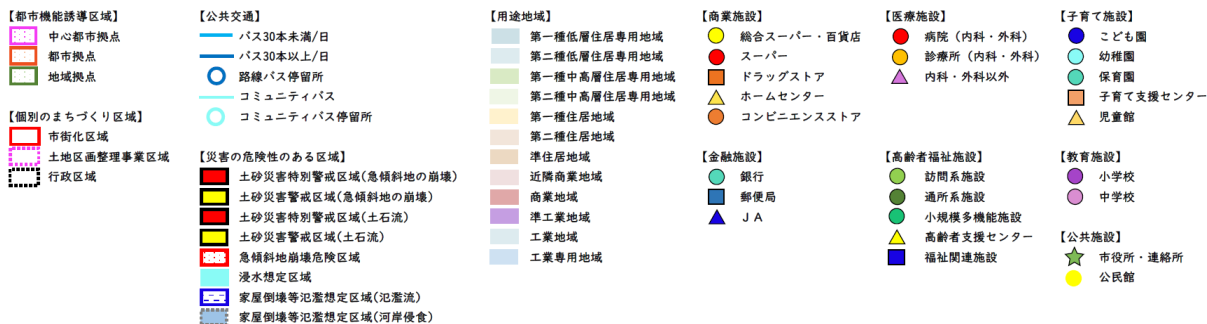 【都市機能誘導区域】
中心都市拠点
都市拠点
地域拠点
【個別のまちづくり区域】
市街化区域
土地区画整理事業区域
行政区域
【公共交通】
バス30本未満/日
バス30本以上/日
路線バス停留所
コミュニティバス
コミュニティバス停留所
【災害の危険性のある区域】
土砂災害特別警戒区域(急傾斜地の崩壊)
土砂災害警戒区域(急傾斜地の崩壊)
土砂災害特別警戒区域(土石流)
土砂災害警戒区域(土石流)
急傾斜地崩壊危険区域
浸水想定区域
家屋倒壊等氾濫想定区域(氾濫流)
家屋倒壊等氾濫想定区域(河岸侵食)
【用途地域】
第一種低層住居専用地域
第二種低層住居専用地域
第一種中高層住居専用地域
第二種中高層住居専用地域
第一種住居地域
第二種住居地域
準住居地域
近隣商業地域
商業地域
準工業地域
工業地域
工業専用地域
【商業施設】
総合スーパー・百貨店
スーパー
ドラッグストア
ホームセンター
コンビニエンスストア
【金融施設】
銀行
郵便局
ＪＡ
【医療施設】
病院（内科・外科）
診療所（内科・外科）
内科・外科以外
【高齢者福祉施設】
訪問系施設
通所系施設
小規模多機能施設
高齢者支援センター
福祉関連施設
【子育て施設】
こども園
幼稚園
保育園
子育て支援センター
児童館
【教育施設】
小学校
中学校
【公共施設】
市役所・連絡所
公民館